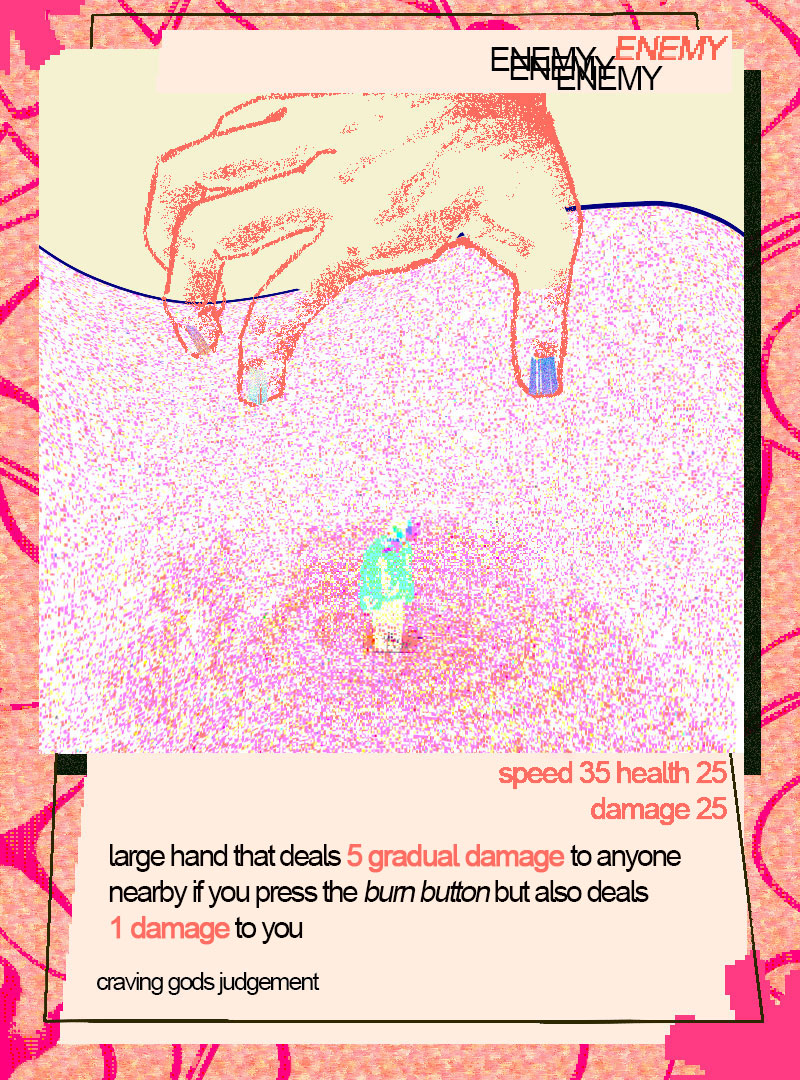 ENEMY ENEMY
ENEMY
ENEMY
speed 35 health 25
damage 25
large hand that deals 5 gradual damage to anyone
nearby if you press the burn button but also deals
1 damage to you
craving gods judgement